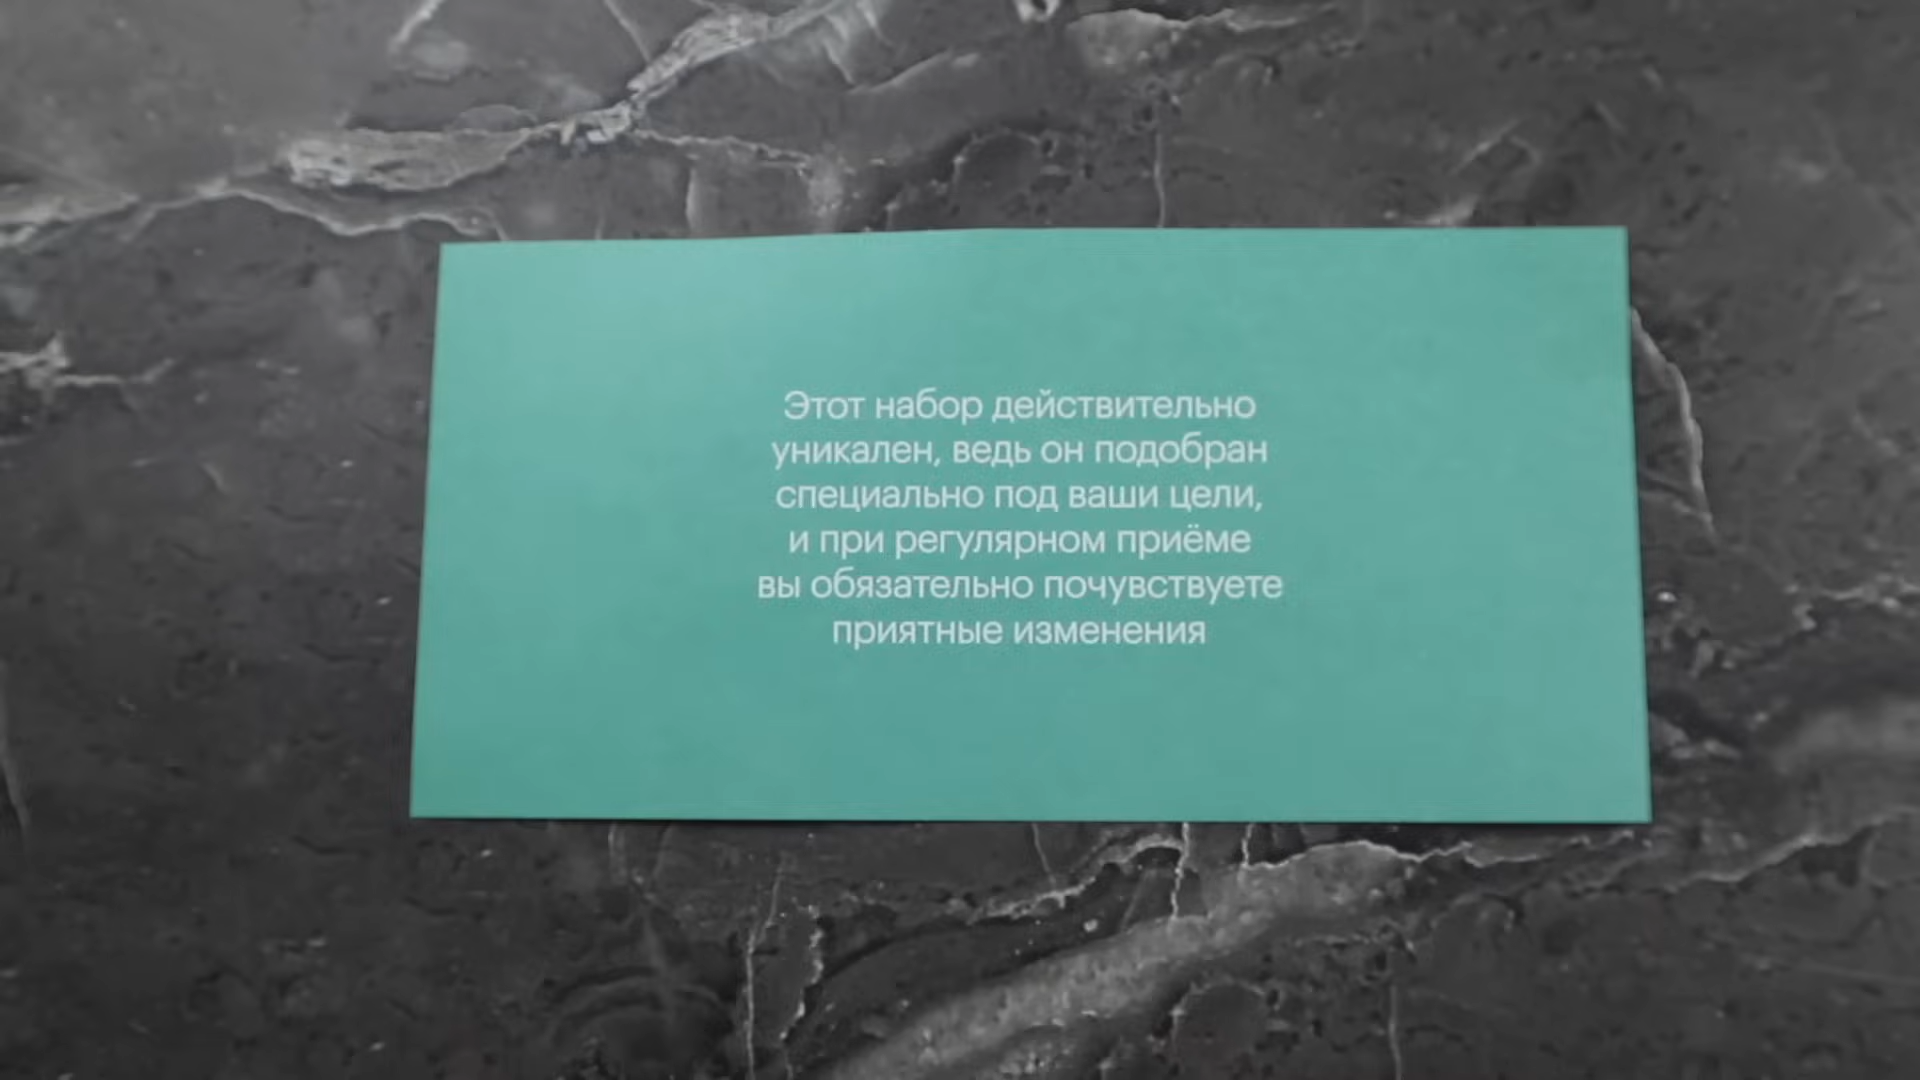 Этот набор действительно
уникален, ведь он подобран
специально под ваши цели,
и при регулярном приёме
вы обязательно почувствуете
приятные изменения